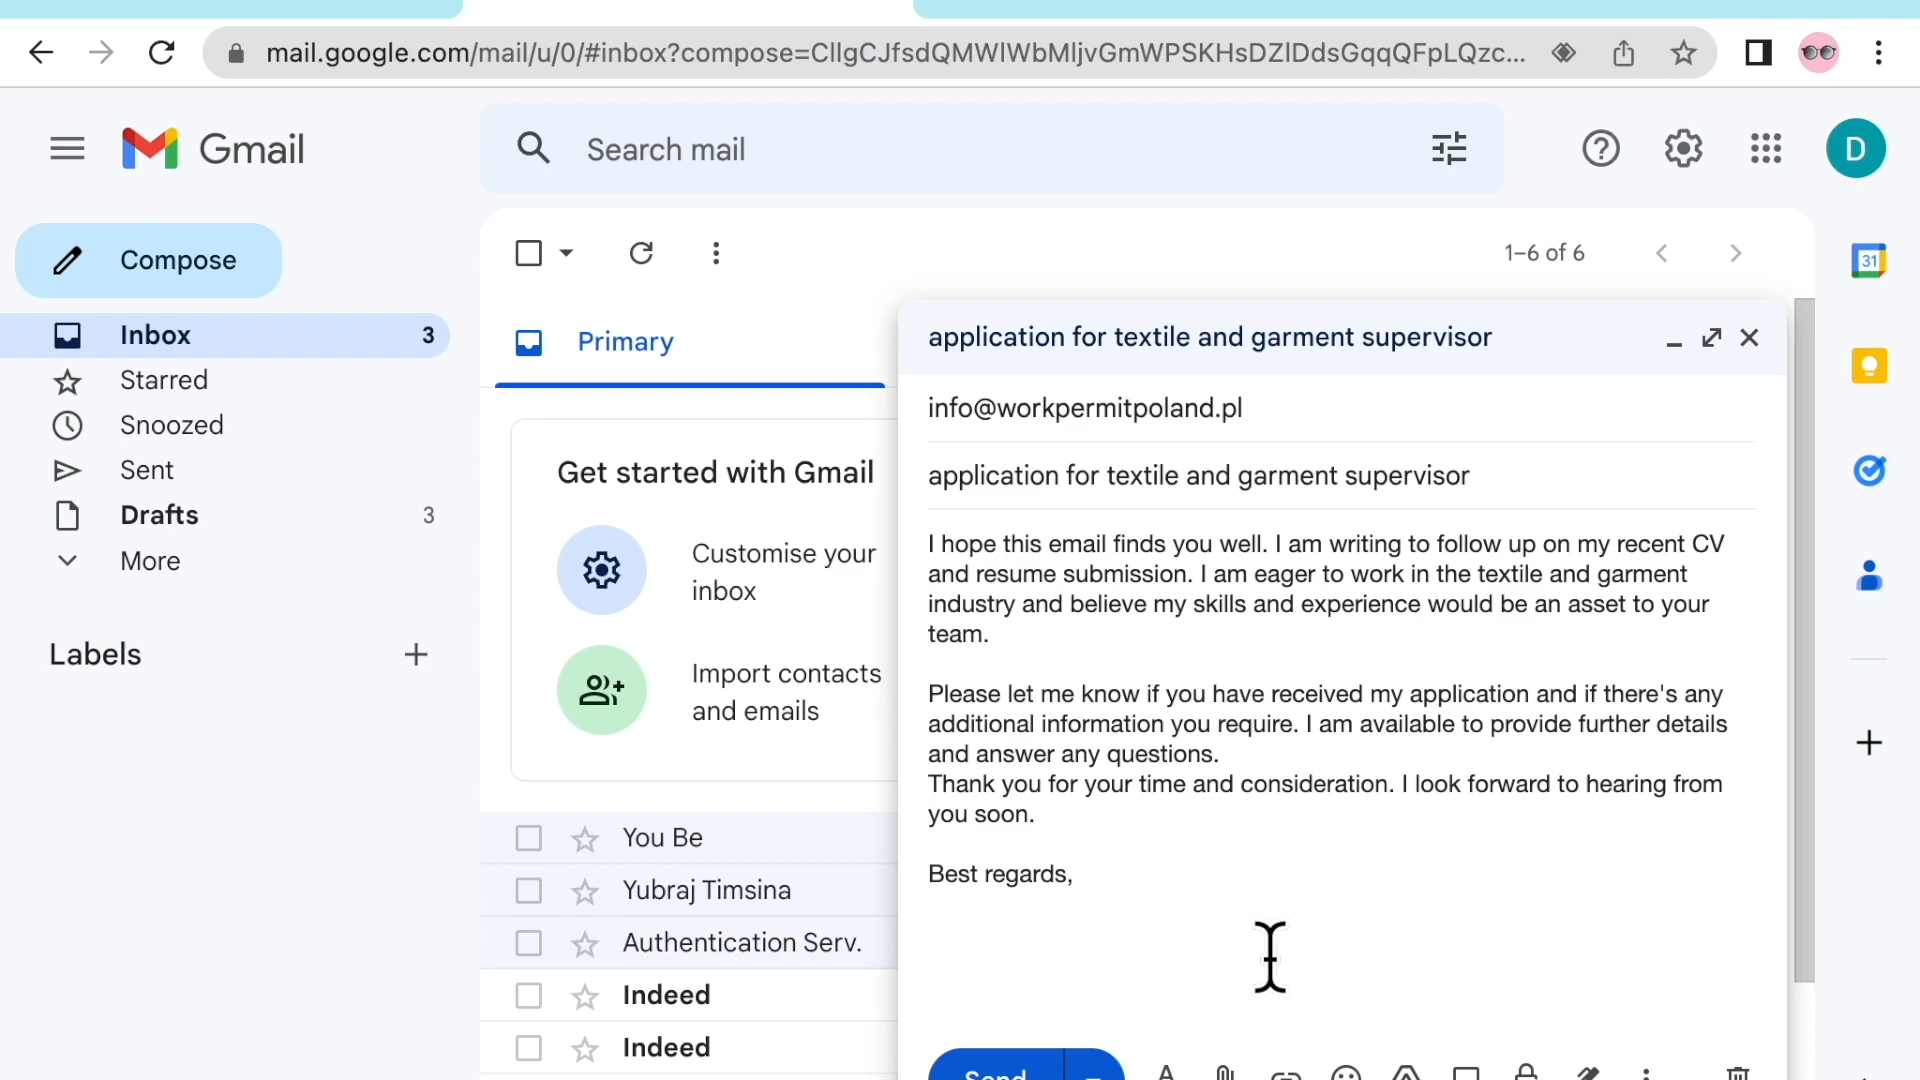 mail.google.com/mail/u/0/#inbox?compose=CllgCJfsdQMWlWbMljvGmWPSKHsDZlDdsGqqQFpLQzc...
Gmail
Search mail
D
Compose
1–6 of 6
31
Inbox 3
Starred
Snoozed
Sent
Drafts 3
More
Labels
Primary
Get started with Gmail
Customise your
inbox
Import contacts
and emails
You Be
Yubraj Timsina
Authentication Serv.
Indeed
Indeed
application for textile and garment supervisor
info@workpermitpoland.pl
application for textile and garment supervisor
I hope this email finds you well. I am writing to follow up on my recent CV
and resume submission. I am eager to work in the textile and garment
industry and believe my skills and experience would be an asset to your
team.
Please let me know if you have received my application and if there's any
additional information you require. I am available to provide further details
and answer any questions.
Thank you for your time and consideration. I look forward to hearing from
you soon.
Best regards,
Send